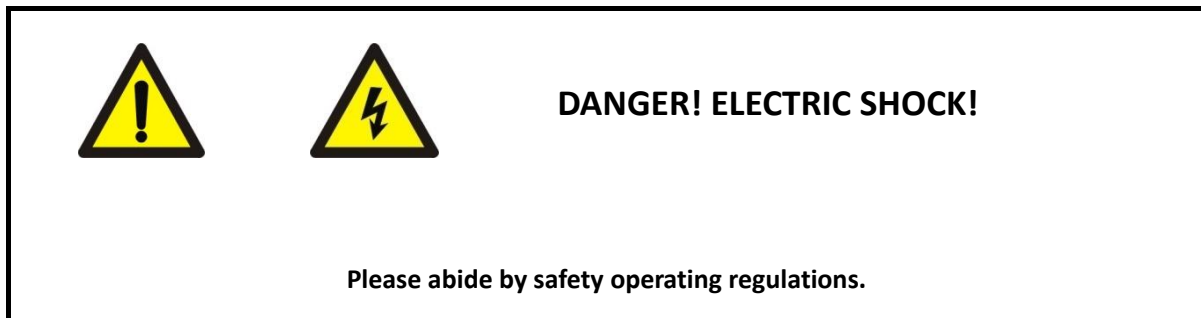 DANGER! ELECTRIC SHOCK!
Please abide by safety operating regulations.